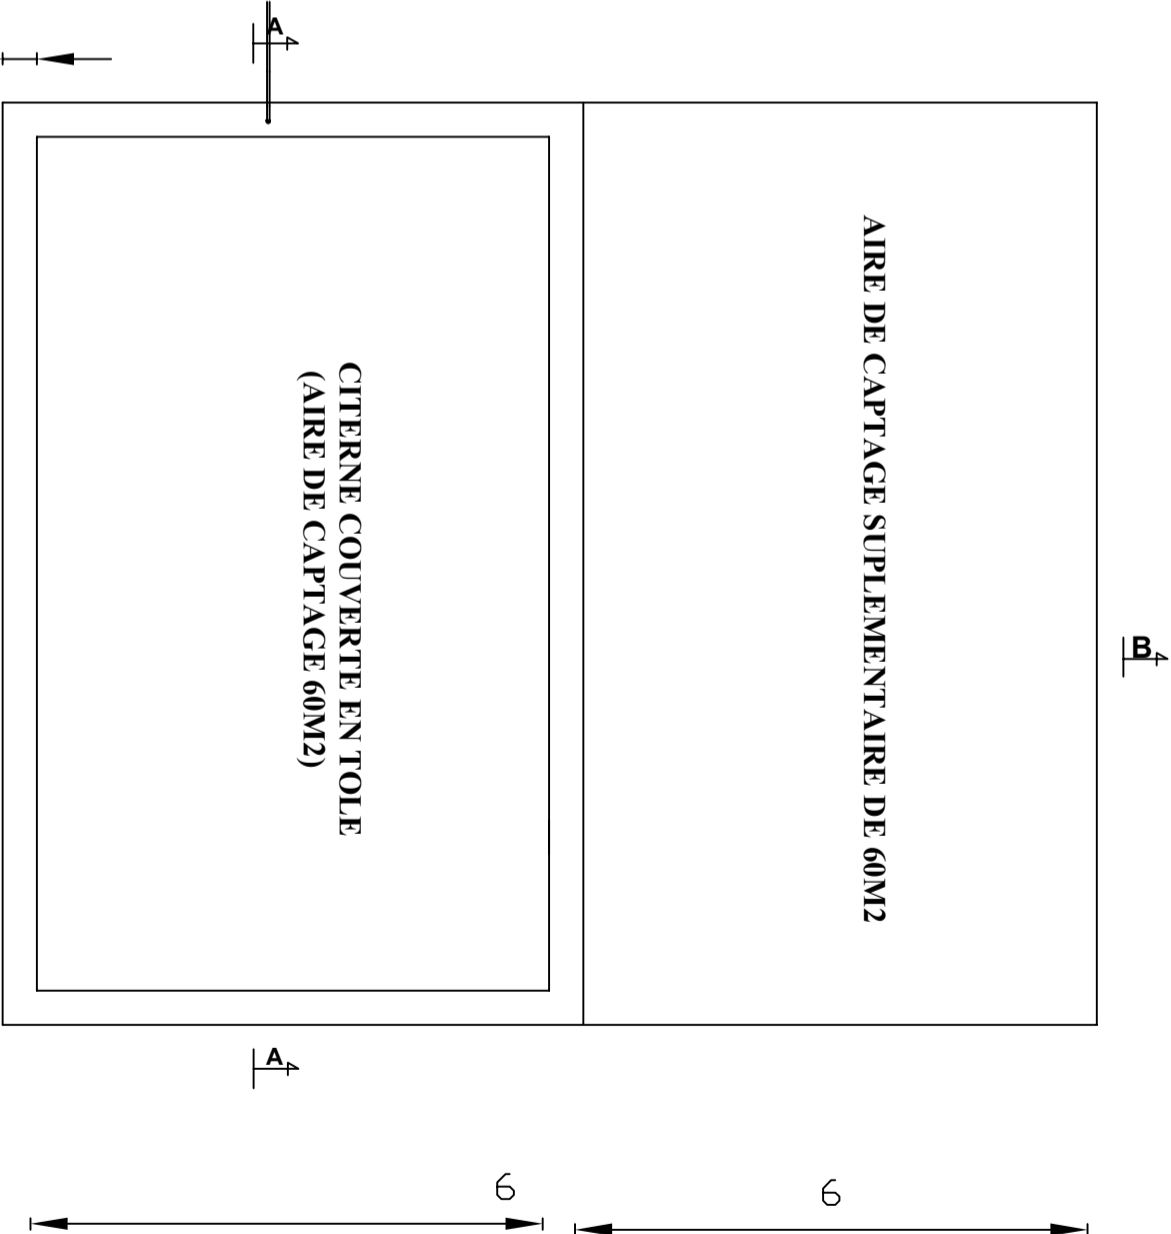 A
CITERNE COUVERTE EN TOLE
(AIRE DE CAPTAGE 60M2)
AIRE DE CAPTAGE SUPLEMENTAIRE DE 60M2
B
A
6
6